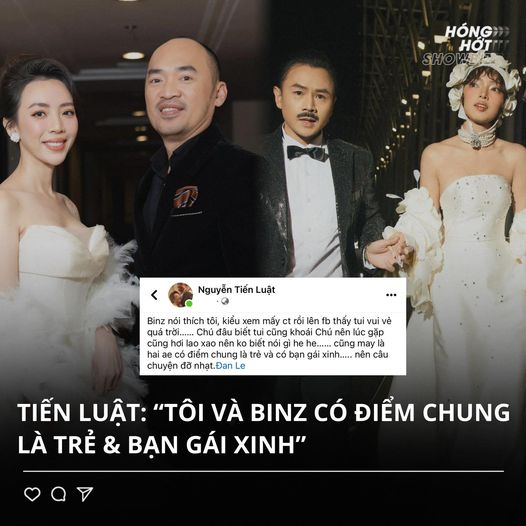 HÓNG
HỚT
Nguyễn Tiến Luật
Binz nói thích tôi, kiểu xem mấy ct rồi lên fb thấy tui vui vẻ
quá trời...... Chú đâu biết tui cũng khoái Chú nên lúc gặp
cũng hơi lao xao nên ko biết nói gì he he...... cũng may là
hai ae có điểm chung là trẻ và có bạn gái xinh..... nên câu
chuyện đỡ nhạt.Đan Le
TIẾN LUẬT: “TÔI VÀ BINZ CÓ ĐIỂM CHUNG
LÀ TRẺ & BẠN GÁI XINH”